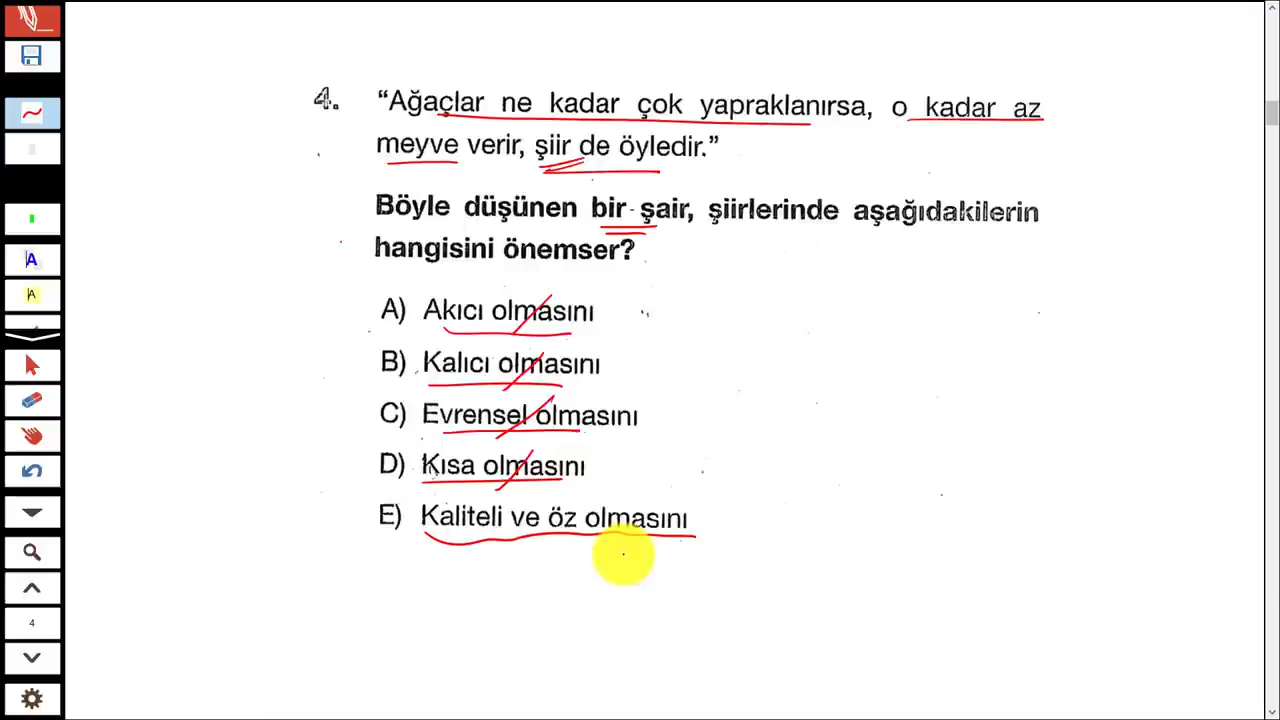 4. “Ağaçlar ne kadar çok yapraklanırsa, o kadar az
meyve verir, şiir de öyledir.”
Böyle düşünen bir şair, şiirlerinde aşağıdakilerin
hangisini önemser?
A) Akıcı olmasını
B) Kalıcı olmasını
C) Evrensel olmasını
D) Kısa olmasını
E) Kaliteli ve öz olmasını
A
A
4